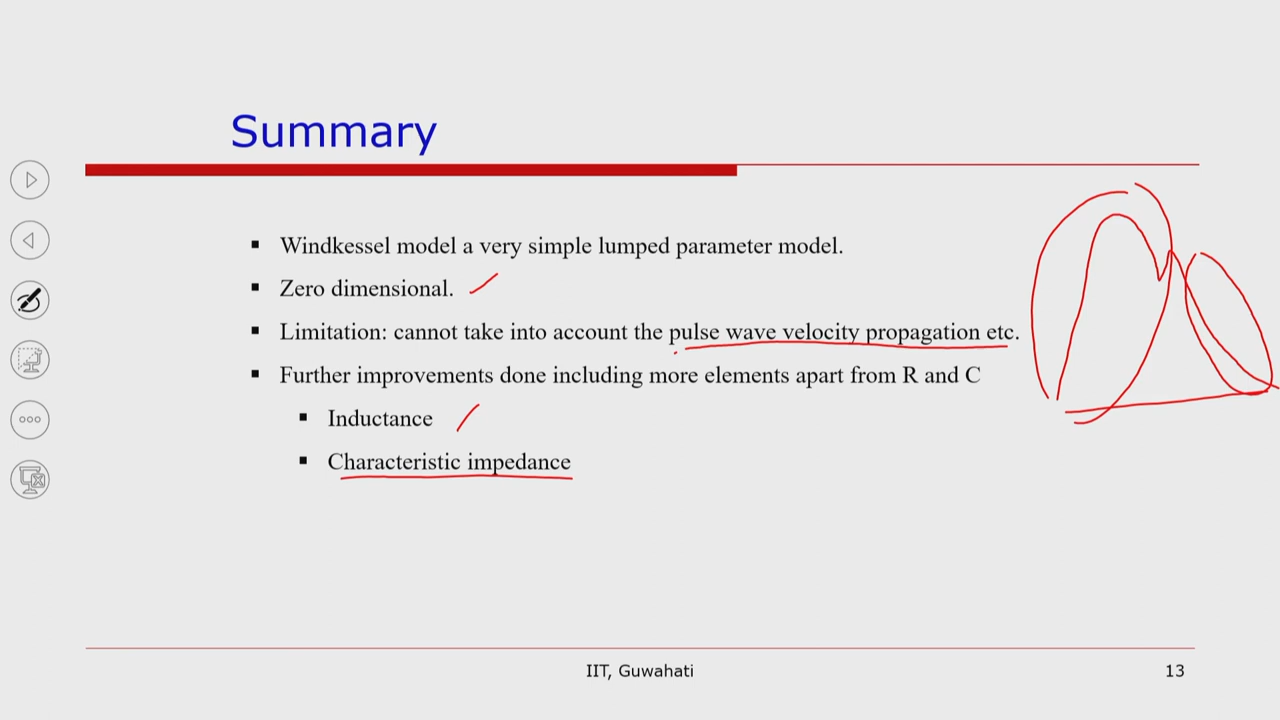 Summary
Windkessel model a very simple lumped parameter model.
Zero dimensional.
Limitation: cannot take into account the pulse wave velocity propagation etc.
Further improvements done including more elements apart from R and C
Inductance
Characteristic impedance
IIT, Guwahati
13